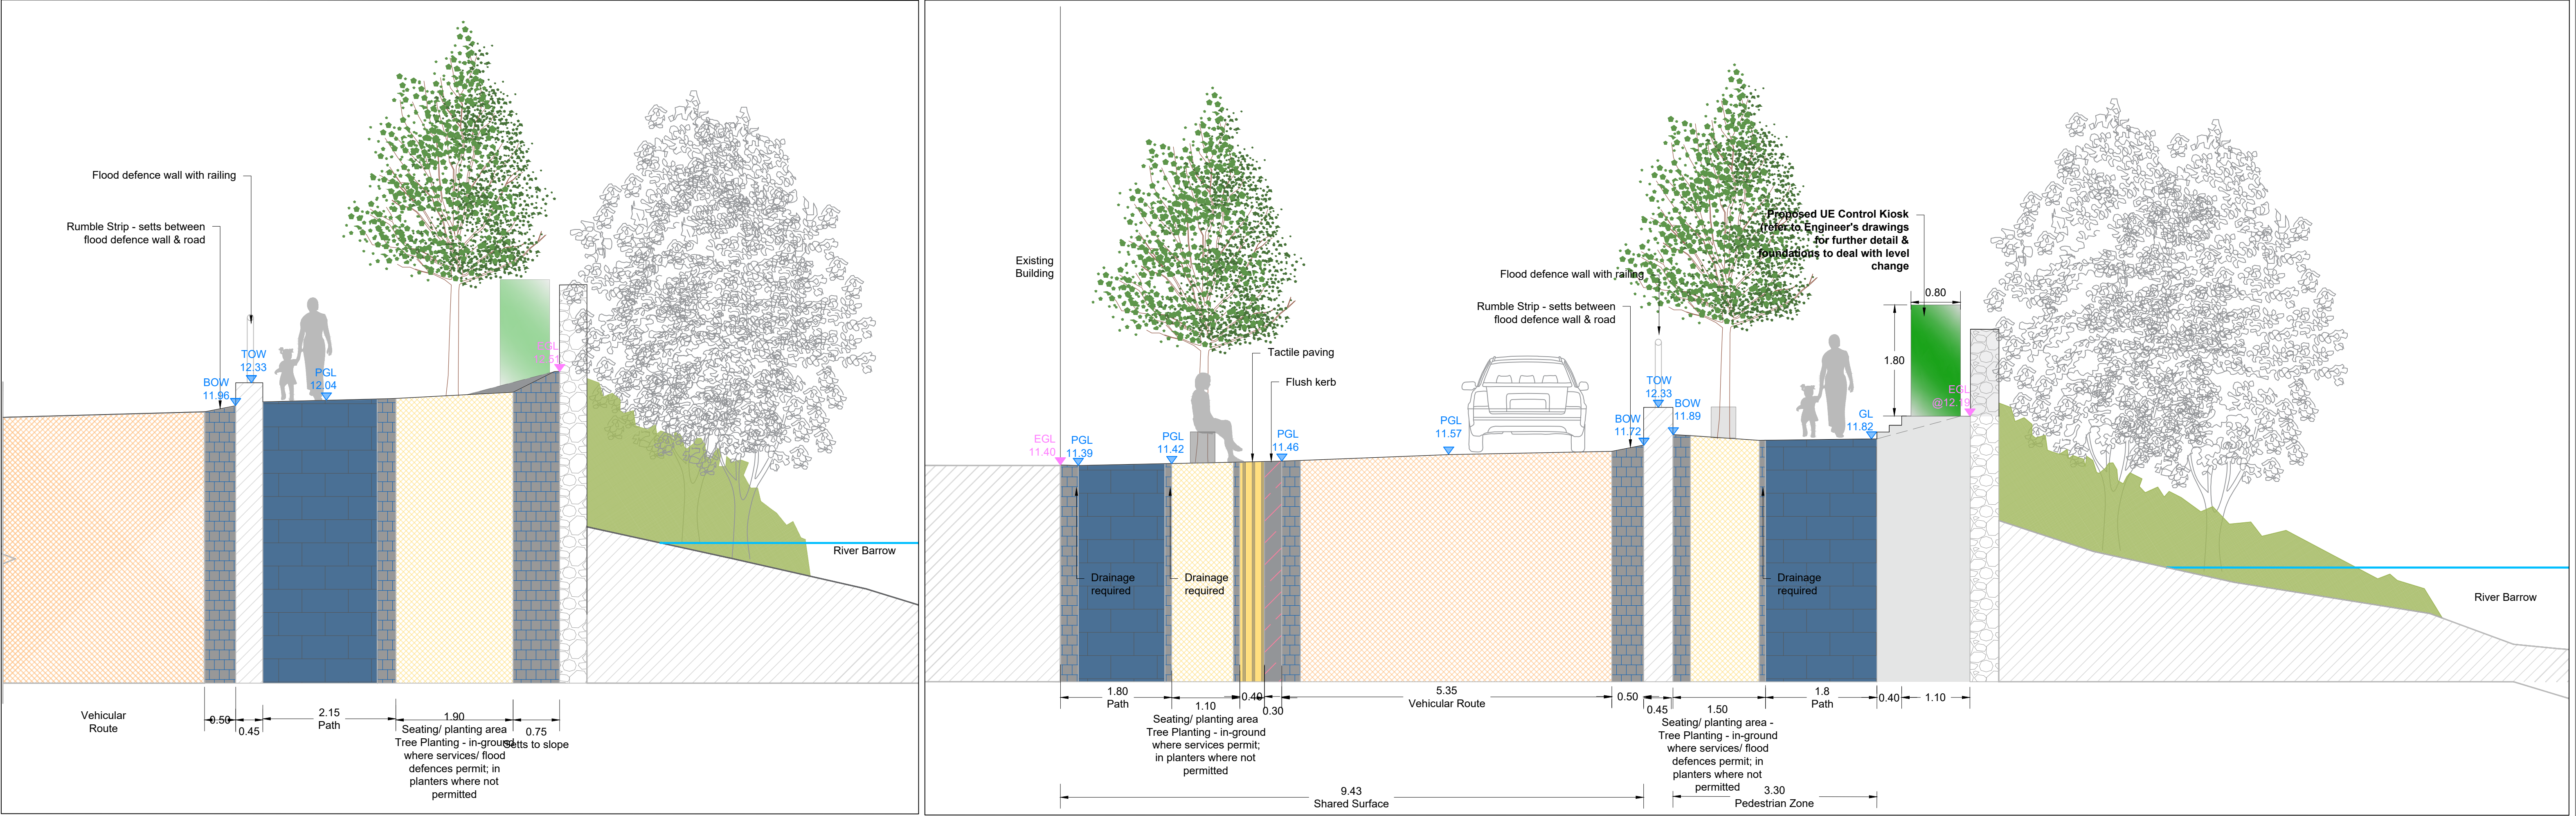 Flood defence wall with railing
Rumble Strip - setts between
flood defence wall & road
TOW
12.33
BOW
11.96
PGL
12.04
EGL
12.51
River Barrow
Vehicular
Route
0.50
0.45
2.15
Path
1.90
Seating/ planting area
Tree Planting - in-ground
where services/ flood
defences permit; in
planters where not
permitted
0.75
Setts to slope
Existing
Building
EGL
11.40
PGL
11.39
PGL
11.42
PGL
11.46
Tactile paving
Flush kerb
PGL
11.57
Flood defence wall with railing
Rumble Strip - setts between
flood defence wall & road
TOW
12.33
BOW
11.72
BOW
11.89
Proposed UE Control Kiosk
(refer to Engineer's drawings
for further detail &
foundations to deal with level
change
0.80
1.80
EGL
@12.19
GL
11.82
Drainage
required
Drainage
required
Drainage
required
River Barrow
1.80
Path
1.10
Seating/ planting area
Tree Planting - in-ground
where services permit;
in planters where not
permitted
0.40
0.30
5.35
Vehicular Route
0.50
0.45
1.50
Seating/ planting area -
Tree Planting - in-ground
where services/ flood
defences permit; in
planters where not
permitted
1.8
Path
0.40
1.10
9.43
Shared Surface
3.30
Pedestrian Zone